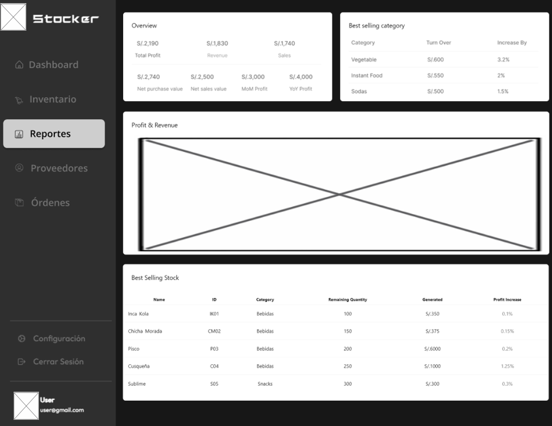 Stocker
Dashboard
Inventario
Reportes
Proveedores
Órdenes
Configuración
Cerrar Sesión
User
user@gmail.com
Overview
S/.2,190 S/.1,830 S/.1,740
Total Profit Revenue Sales
S/.2,740 S/.2,500 S/.3,000 S/.4,000
Net purchase value Net sales value MoM Profit YoY Profit
Best selling category
Category Turn Over Increase By
Vegetable S/.600 3.2%
Instant Food S/.550 2%
Sodas S/.500 1.5%
Profit & Revenue
Best Selling Stock
Name ID Category Remaining Quantity Generated Profit Increase
Inca Kola Bebidas 100 S/.350 0.1%
Chicha Morada CM02 Bebidas 150 S/.375 0.15%
Pisco P03 Bebidas 200 S/.6000 0.2%
Cusqueña C04 Bebidas 250 S/.1000 1.25%
Sublime S05 Snacks 300 S/.300 0.3%